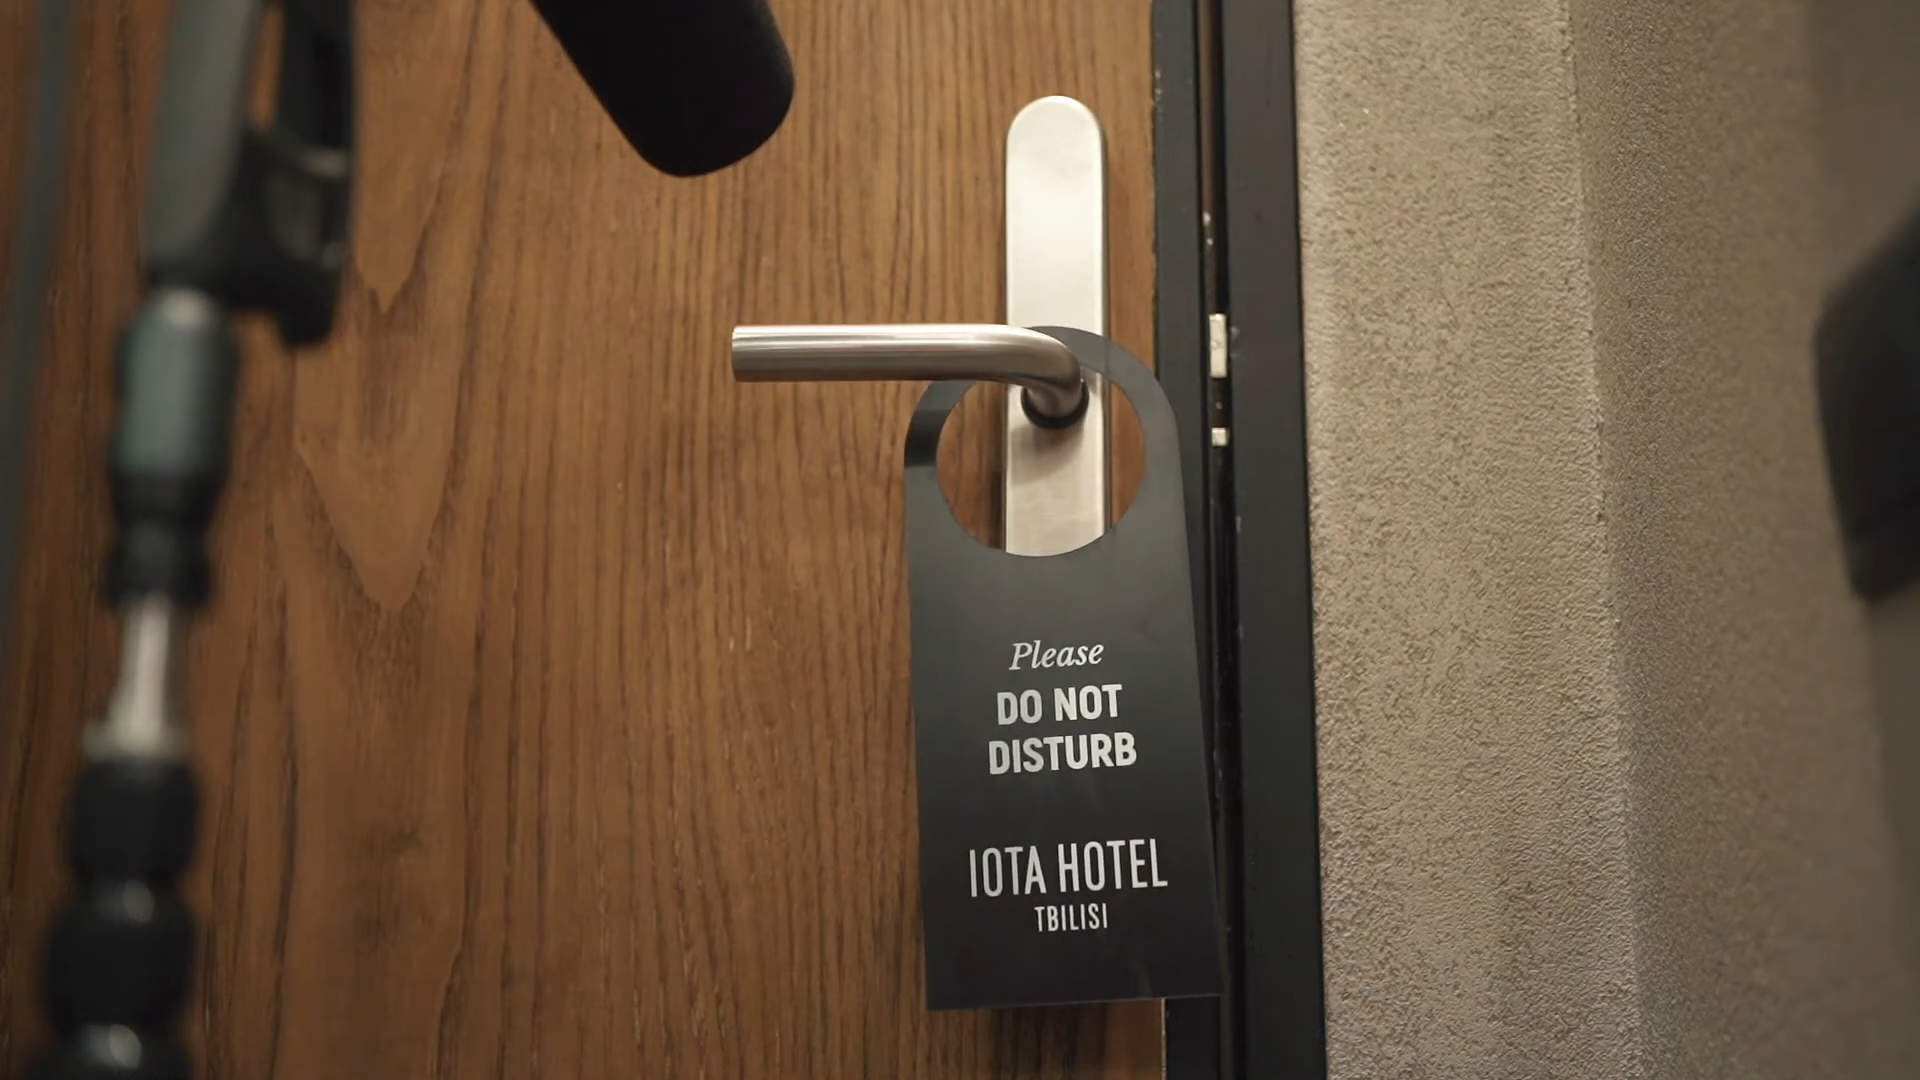 Please
DO NOT
DISTURB
IOTA HOTEL
TBILISI